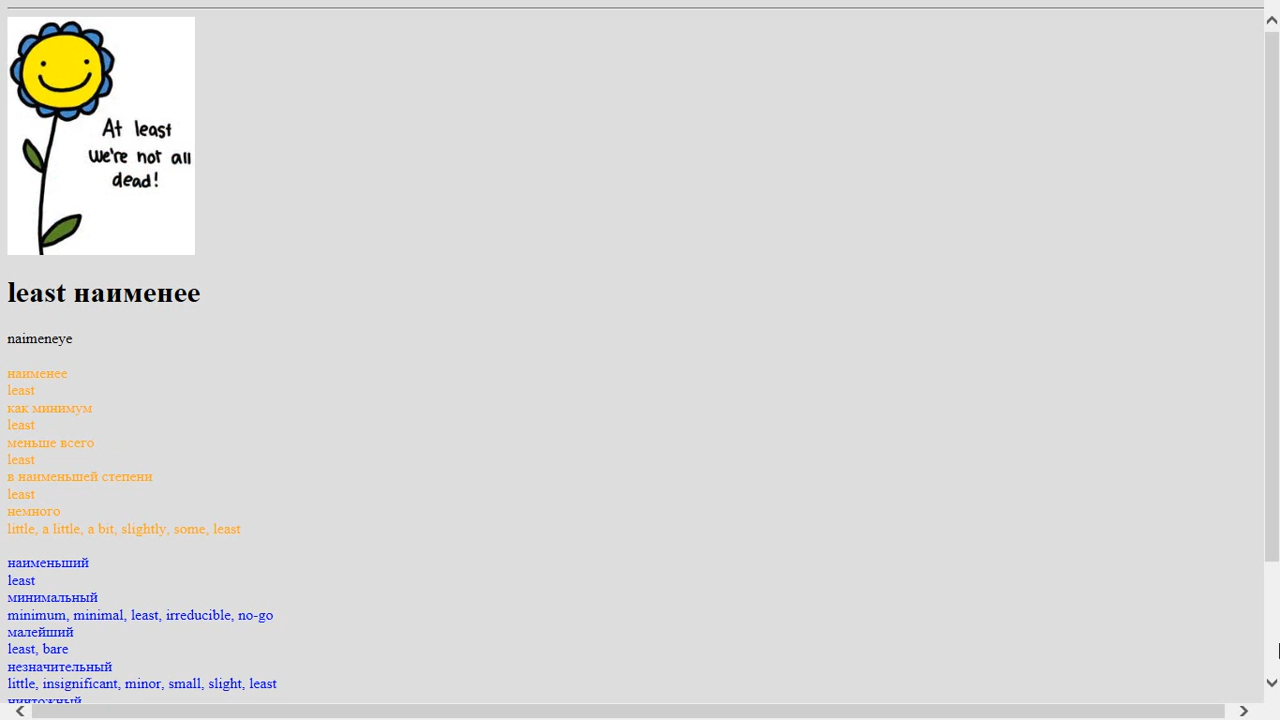 At least
we're not all
dead!
least наименее
naimeneye
наименее
least
как минимум
least
меньше всего
least
в наименьшей степени
least
немного
little, a little, a bit, slightly, some, least
наименьший
least
минимальный
minimum, minimal, least, irreducible, no-go
малейший
least, bare
незначительный
little, insignificant, minor, small, slight, least
ничтожный